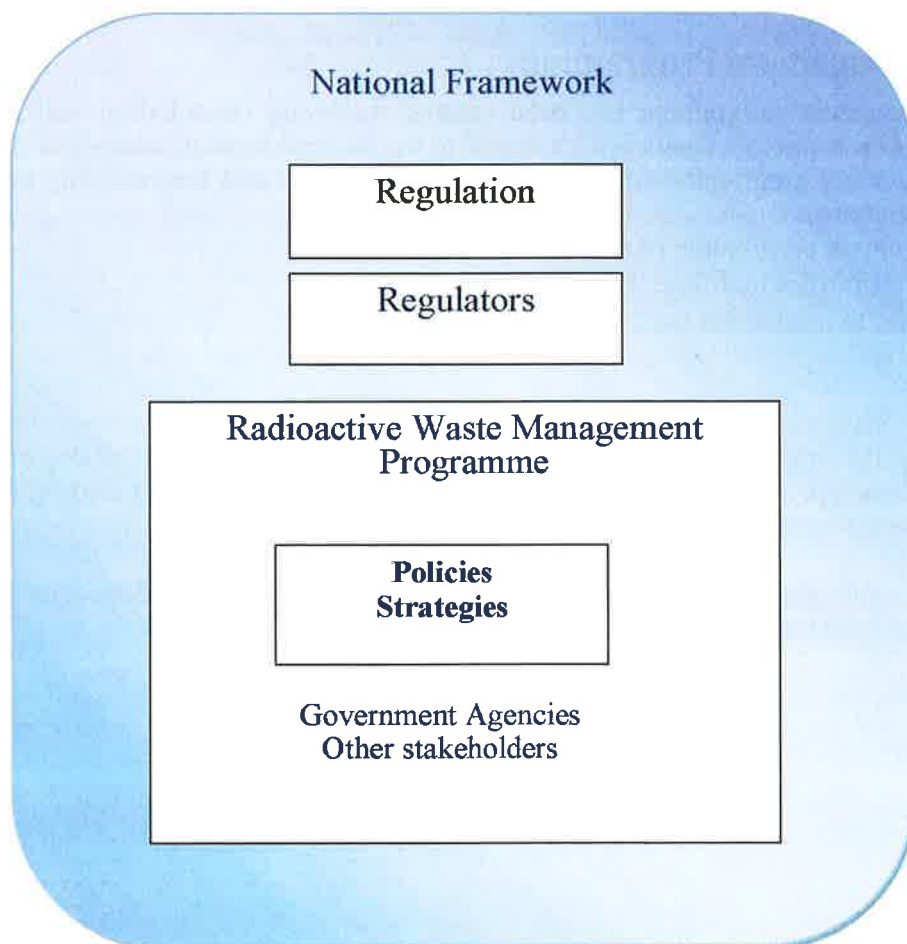 National Framework
Regulation
Regulators
Radioactive Waste Management
Programme
Policies
Strategies
Government Agencies
Other stakeholders